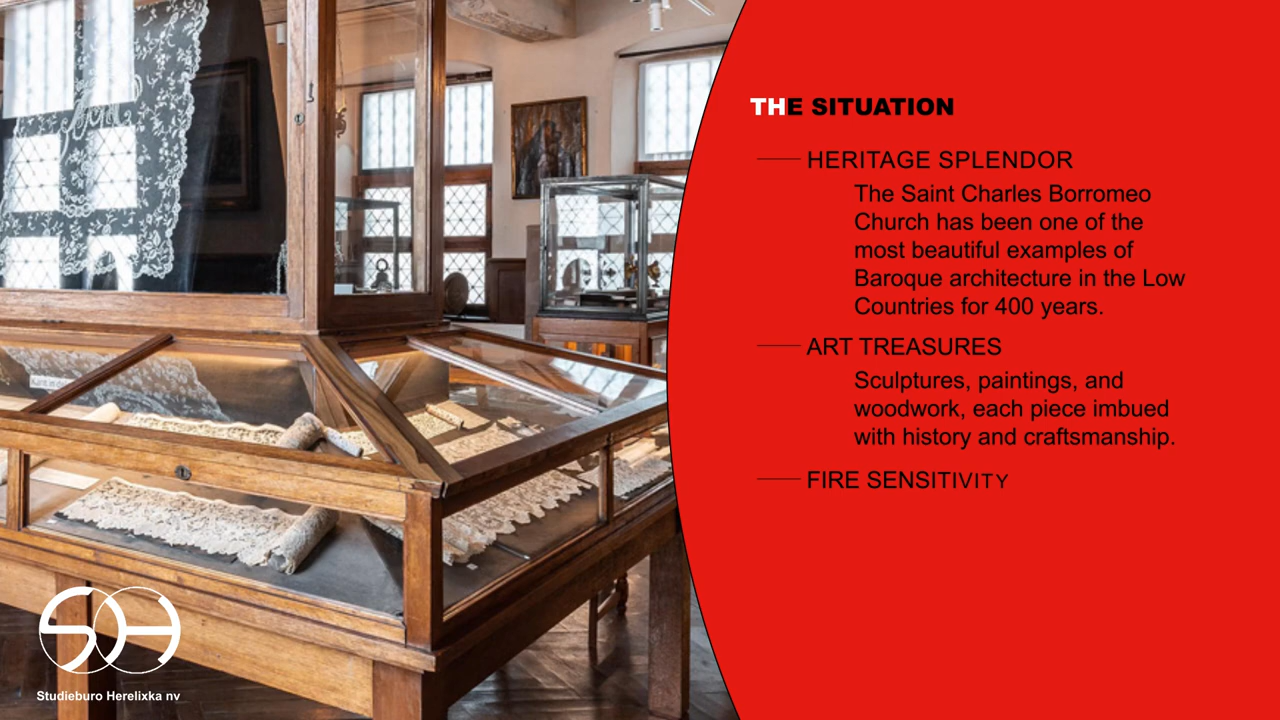 THE SITUATION
HERITAGE SPLENDOR
The Saint Charles Borromeo
Church has been one of the
most beautiful examples of
Baroque architecture in the Low
Countries for 400 years.
ART TREASURES
Sculptures, paintings, and
woodwork, each piece imbued
with history and craftsmanship.
FIRE SENSITIVITY
SH
Studieburo Herelixka nv